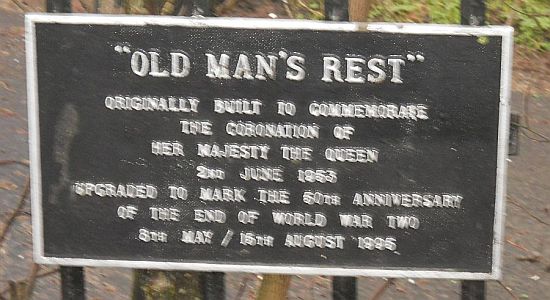 "OLD MAN'S REST"
ORIGINALLY BUILT TO COMMEMORATE
THE CORONATION OF
HER MAJESTY THE QUEEN
2ND JUNE 1953
UPGRADED TO MARK THE 50TH ANNIVERSARY
OF THE END OF WORLD WAR TWO
8TH MAY / 15TH AUGUST 1995